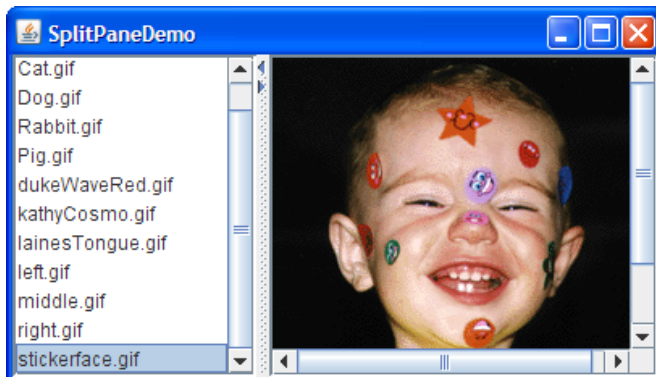 SplitPaneDemo
Cat.gif
Dog.gif
Rabbit.gif
Pig.gif
dukeWaveRed.gif
kathyCosmo.gif
lainesTongue.gif
left.gif
middle.gif
right.gif
stickerface.gif